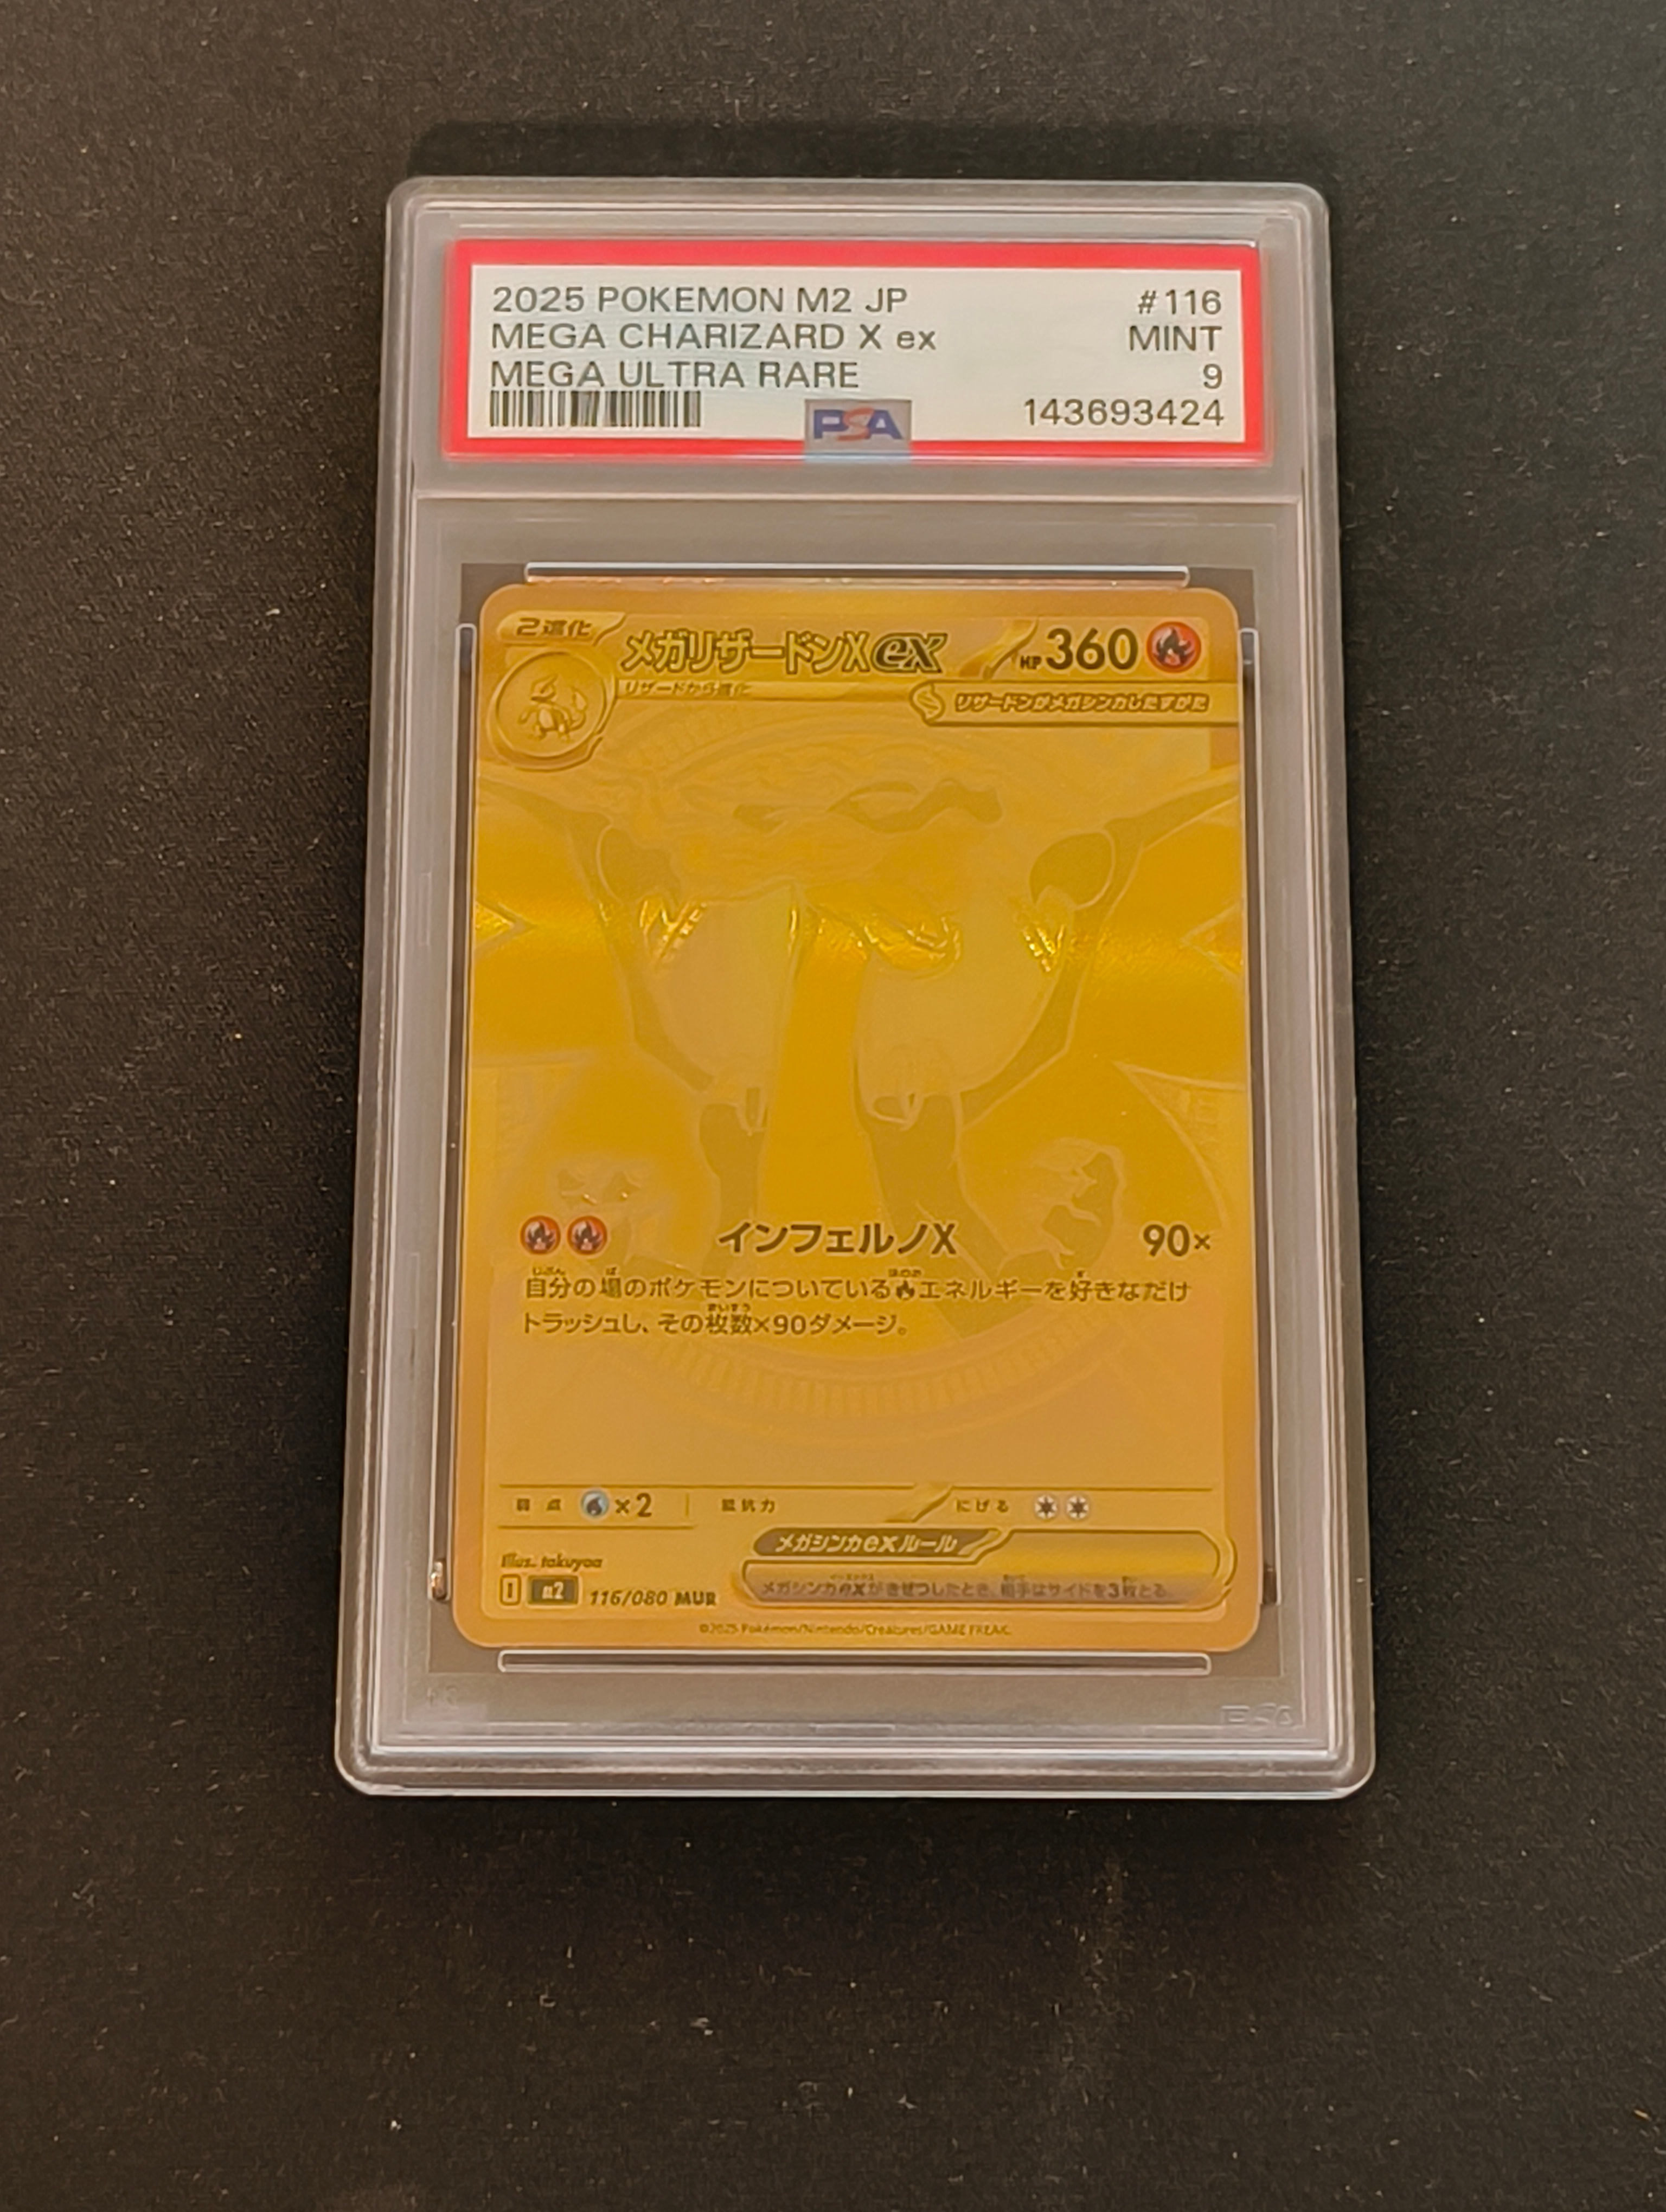 2025 POKEMON M2 JP #116
MEGA CHARIZARD X ex MINT
MEGA ULTRA RARE 9
PSA 143693424
2進化 メガリザードンXex HP 360
リザードから進化 リザードンがメガシンカしたすがた
インフェルノX 90×
自分の場のポケモンについているエネルギーを好きなだけ
トラッシュし、その枚数×90ダメージ。
弱点 ×2 抵抗力 にげる
メガシンカexルール
Illus. takuyoa
メガシンカexがきぜつしたとき、相手はサイドを3枚とる。
I m2 116/080 MUR
©2025 Pokémon/Nintendo/Creatures/GAME FREAK.
PSA